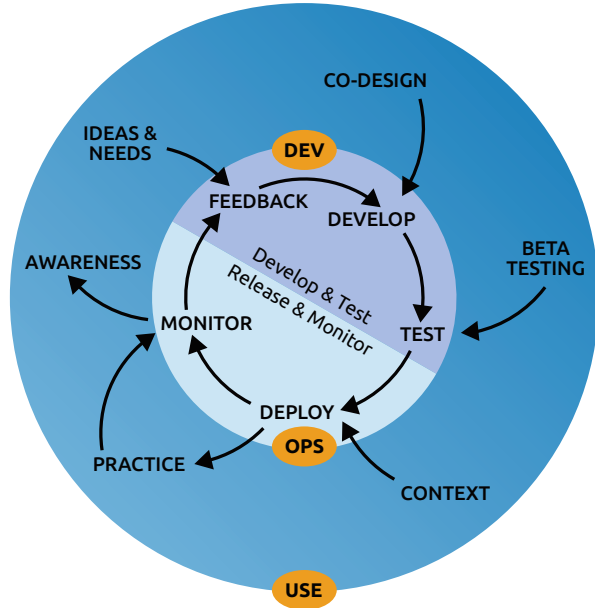 CO-DESIGN
IDEAS &
NEEDS
DEV
FEEDBACK
DEVELOP
AWARENESS
Develop & Test
Release & Monitor
BETA
TESTING
MONITOR
TEST
DEPLOY
OPS
PRACTICE
CONTEXT
USE